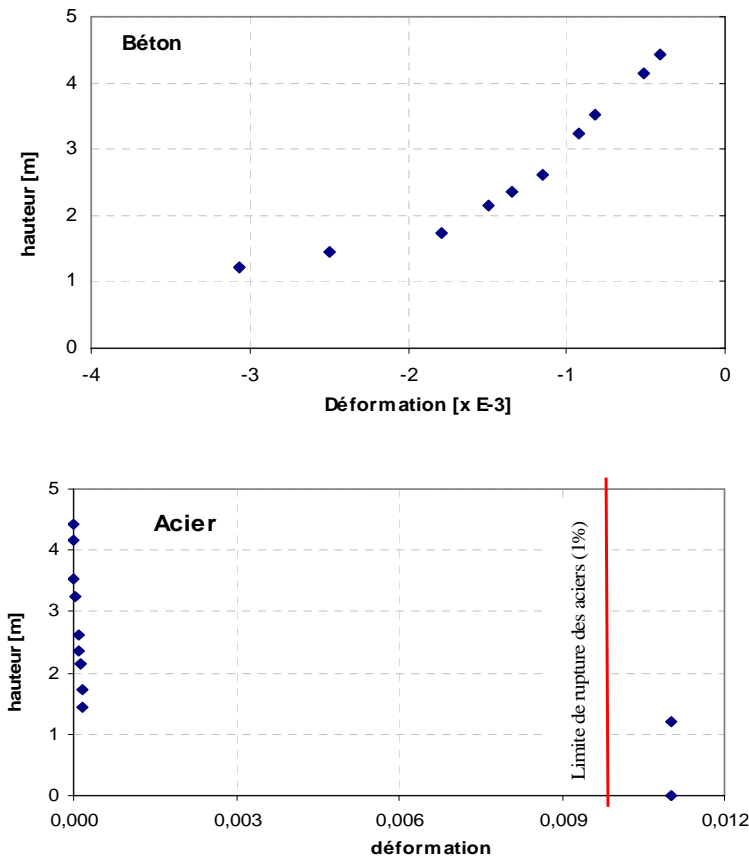 5
Béton
4
3
2
1
0
hauteur [m]
-4 -3 -2 -1 0
Déformation [x E-3]
5
Acier
4
3
2
1
0
hauteur [m]
Limite de rupture des aciers (1%)
0,000 0,003 0,006 0,009 0,012
déformation